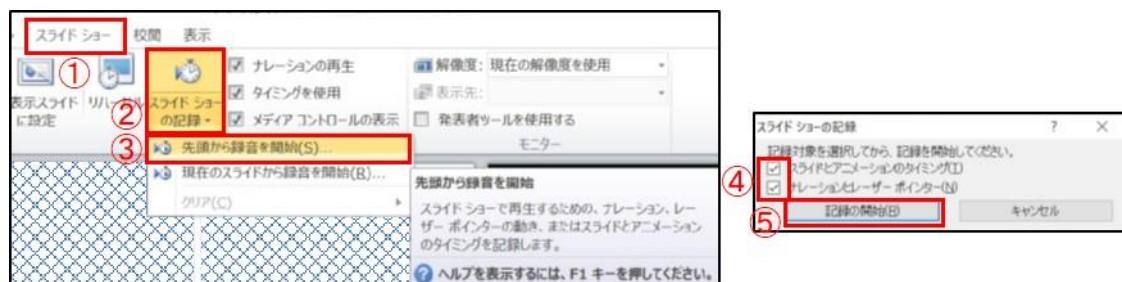 スライド ショー 校閲 表示
①
表示スライドに設定
②
スライド ショーの記録
ナレーションの再生
タイミングを使用
メディア コントロールの表示
解像度: 現在の解像度を使用
表示先:
発表者ツールを使用する
モニター
③
先頭から録音を開始(S)...
現在のスライドから録音を開始(R)...
クリア(C)
先頭から録音を開始
スライド ショーで再生するための、ナレーション、レー
ザー ポインターの動き、またはスライドとアニメーション
のタイミングを記録します。
ヘルプを表示するには、F1 キーを押してください。
スライド ショーの記録 ?
記録対象を選択してから、記録を開始してください。
④
スライドとアニメーションのタイミング(T)
ナレーションとレーザー ポインター(N)
⑤
記録の開始(R) キャンセル